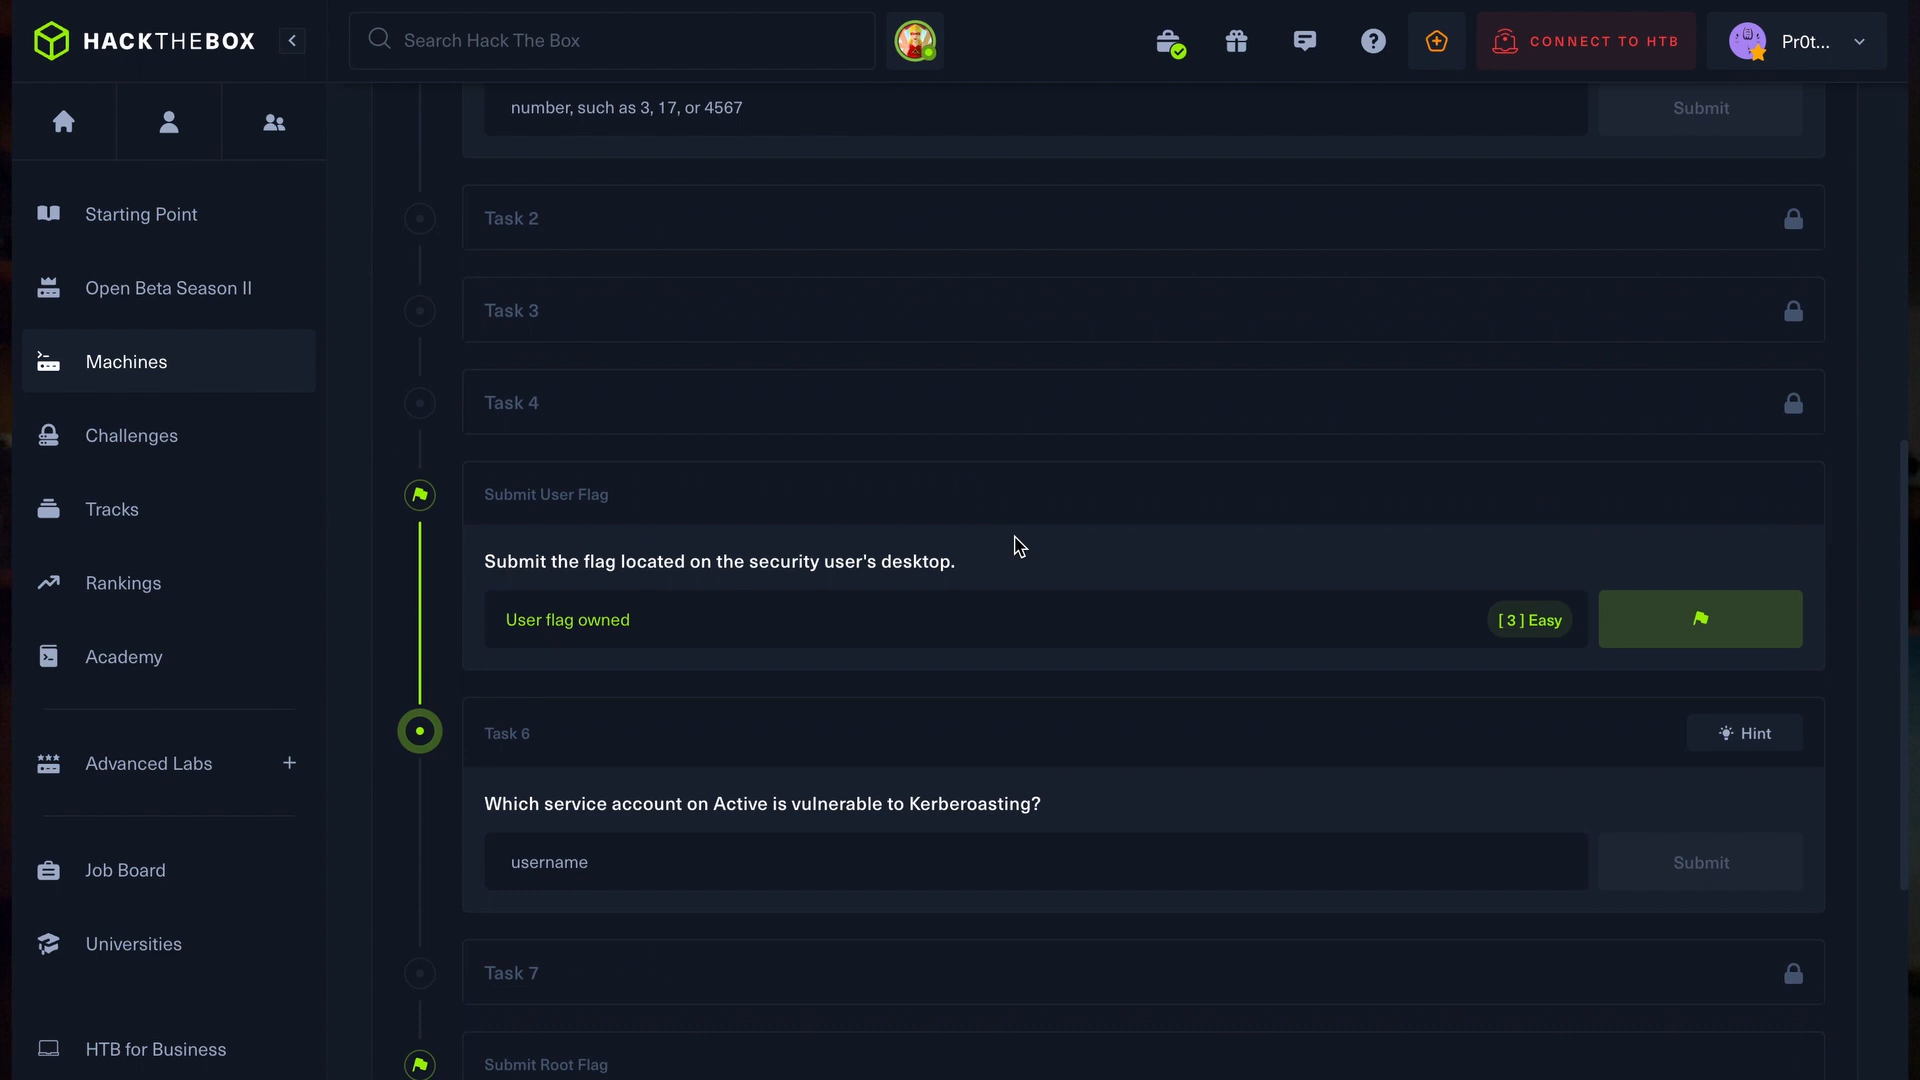 HACKTHEBOX
Search Hack The Box
CONNECT TO HTB
Pr0t...
Starting Point
Open Beta Season II
Machines
Challenges
Tracks
Rankings
Academy
Advanced Labs
Job Board
Universities
HTB for Business
number, such as 3, 17, or 4567
Submit
Task 2
Task 3
Task 4
Submit User Flag
Submit the flag located on the security user's desktop.
User flag owned
[ 3 ] Easy
Task 6
Hint
Which service account on Active is vulnerable to Kerberoasting?
username
Submit
Task 7
Submit Root Flag